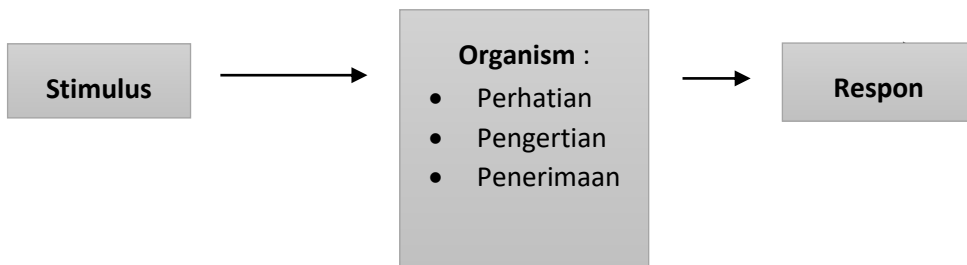 Stimulus
Organism :
• Perhatian
• Pengertian
• Penerimaan
Respon